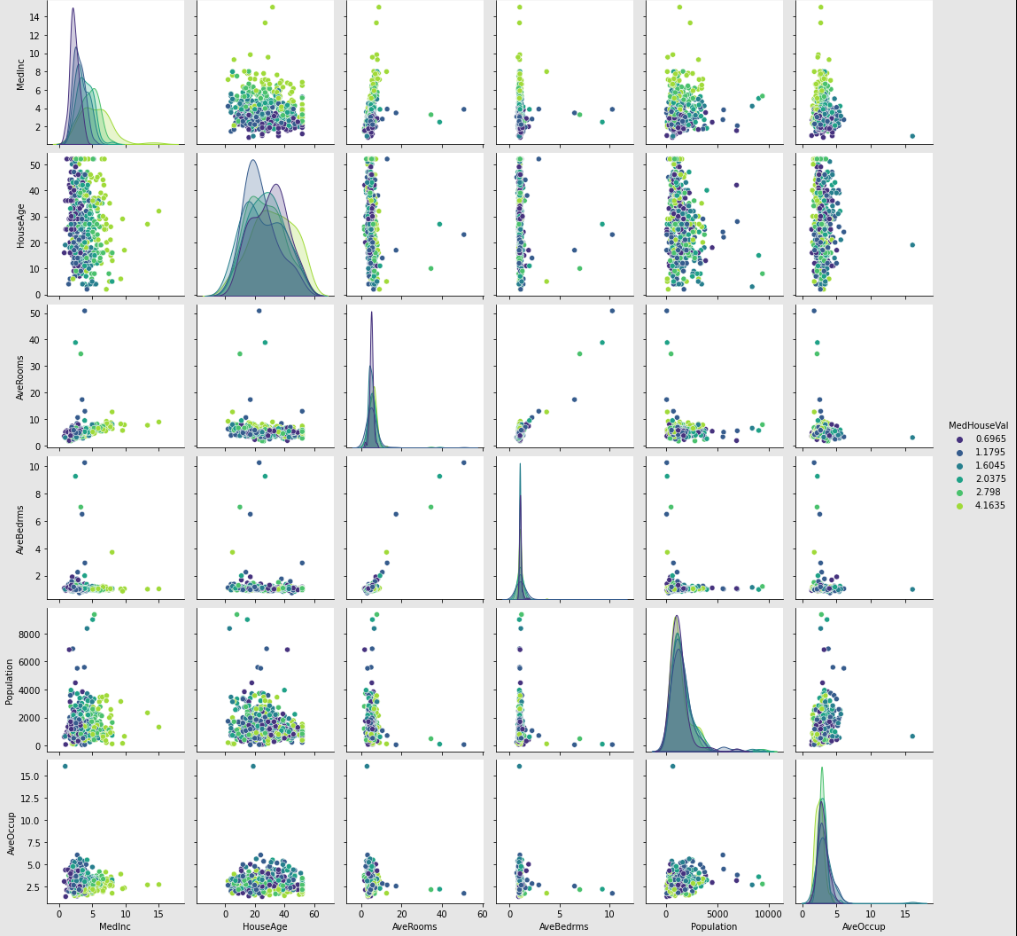 MedInc
14
12
10
8
6
4
2
HouseAge
50
40
30
20
10
0
AveRooms
50
40
30
20
10
0
AveBedrms
10
8
6
4
2
Population
8000
6000
4000
2000
0
AveOccup
15.0
12.5
10.0
7.5
5.0
2.5
0 5 10 15
MedInc
0 20 40 60
HouseAge
0 20 40 60
AveRooms
0 5 10
AveBedrms
0 5000 10000
Population
0 5 10 15
AveOccup
MedHouseVal
0.6965
1.1795
1.6045
2.0375
2.798
4.1635